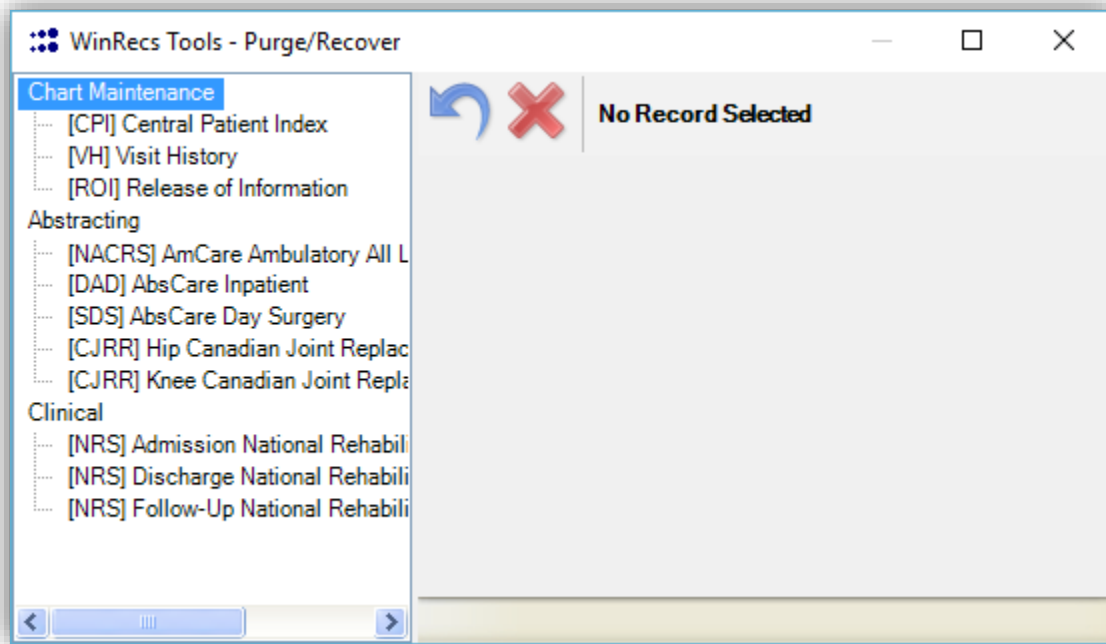 WinRecs Tools - Purge/Recover
Chart Maintenance
[CPI] Central Patient Index
[VH] Visit History
[ROI] Release of Information
Abstracting
[NACRS] AmCare Ambulatory All L
[DAD] AbsCare Inpatient
[SDS] AbsCare Day Surgery
[CJRR] Hip Canadian Joint Replac
[CJRR] Knee Canadian Joint Repla
Clinical
[NRS] Admission National Rehabili
[NRS] Discharge National Rehabili
[NRS] Follow-Up National Rehabili
No Record Selected